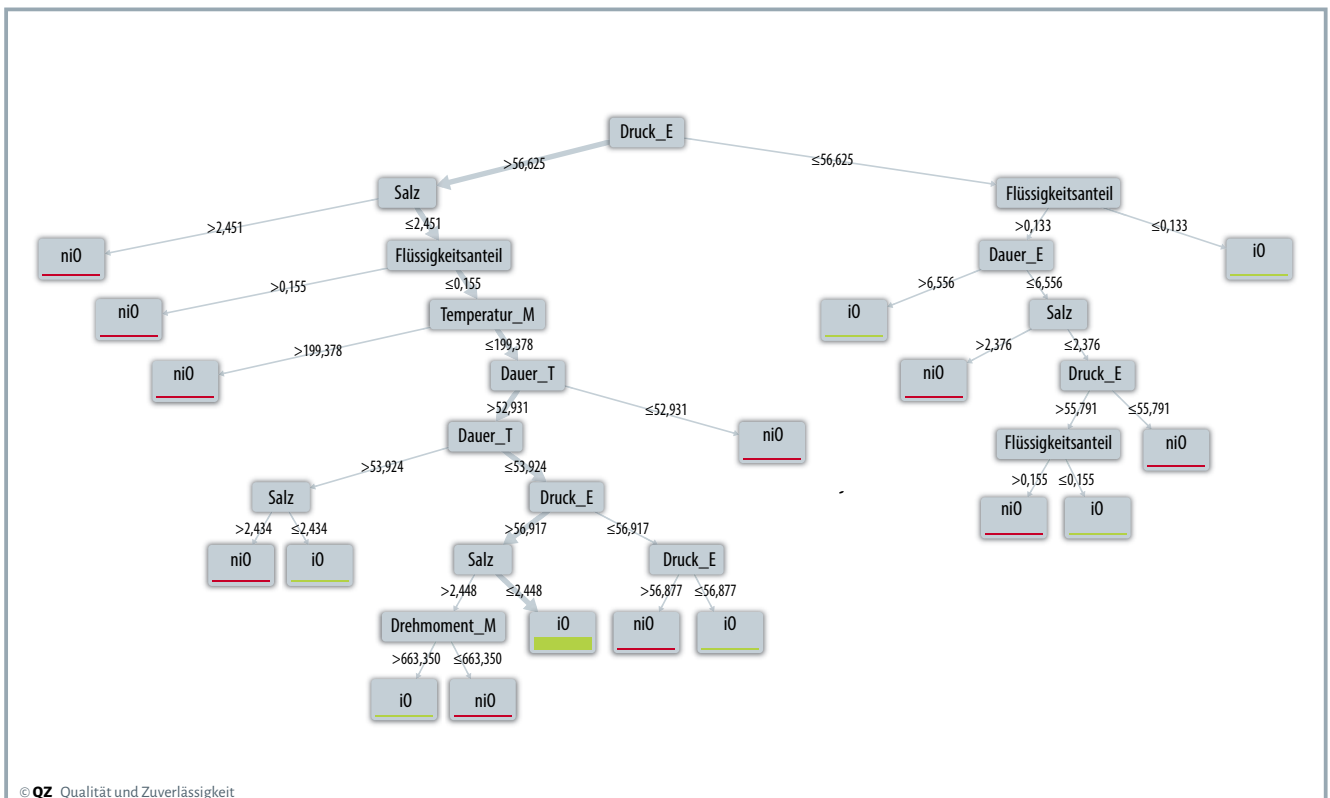 Druck_E
>56,625 ≤56,625
Salz Flüssigkeitsanteil
>2,451 ≤2,451 >0,133 ≤0,133
niO Flüssigkeitsanteil Dauer_E iO
>0,155 ≤0,155 >6,556 ≤6,556
niO Temperatur_M iO Salz
>199,378 ≤199,378 >2,376 ≤2,376
niO Dauer_T niO Druck_E
>52,931 ≤52,931 >55,791 ≤55,791
Dauer_T niO Flüssigkeitsanteil niO
>53,924 ≤53,924 >0,155 ≤0,155
Salz Druck_E niO iO
>2,434 ≤2,434 >56,917 ≤56,917
niO iO Salz Druck_E
>2,448 ≤2,448 >56,877 ≤56,877
Drehmoment_M iO niO iO
>663,350 ≤663,350
iO niO
© QZ Qualität und Zuverlässigkeit